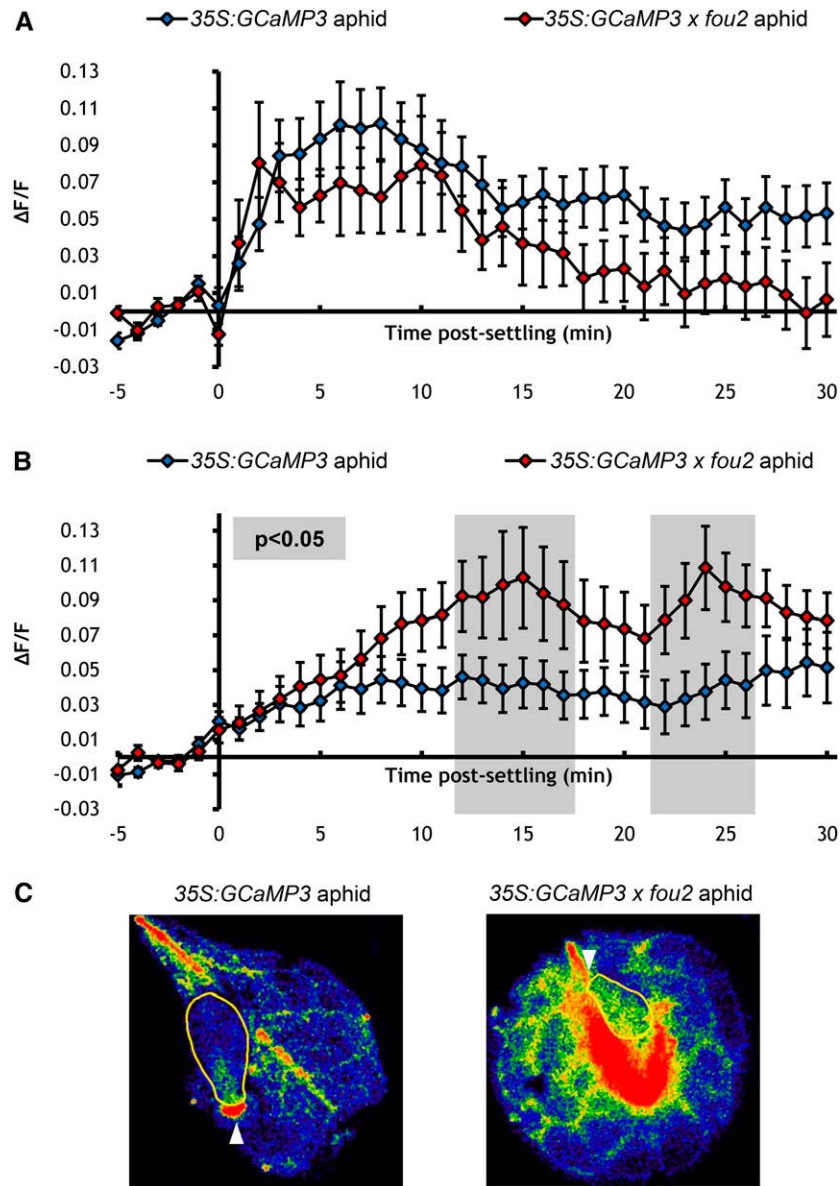 A
35S:GCaMP3 aphid 35S:GCaMP3 x fou2 aphid
0.13
0.11
0.09
0.07
0.05
0.03
0.01
-0.01
-0.03
ΔF/F
Time post-settling (min)
-5 0 5 10 15 20 25 30
B
35S:GCaMP3 aphid 35S:GCaMP3 x fou2 aphid
p<0.05
0.13
0.11
0.09
0.07
0.05
0.03
0.01
-0.01
-0.03
ΔF/F
Time post-settling (min)
-5 0 5 10 15 20 25 30
C
35S:GCaMP3 aphid 35S:GCaMP3 x fou2 aphid